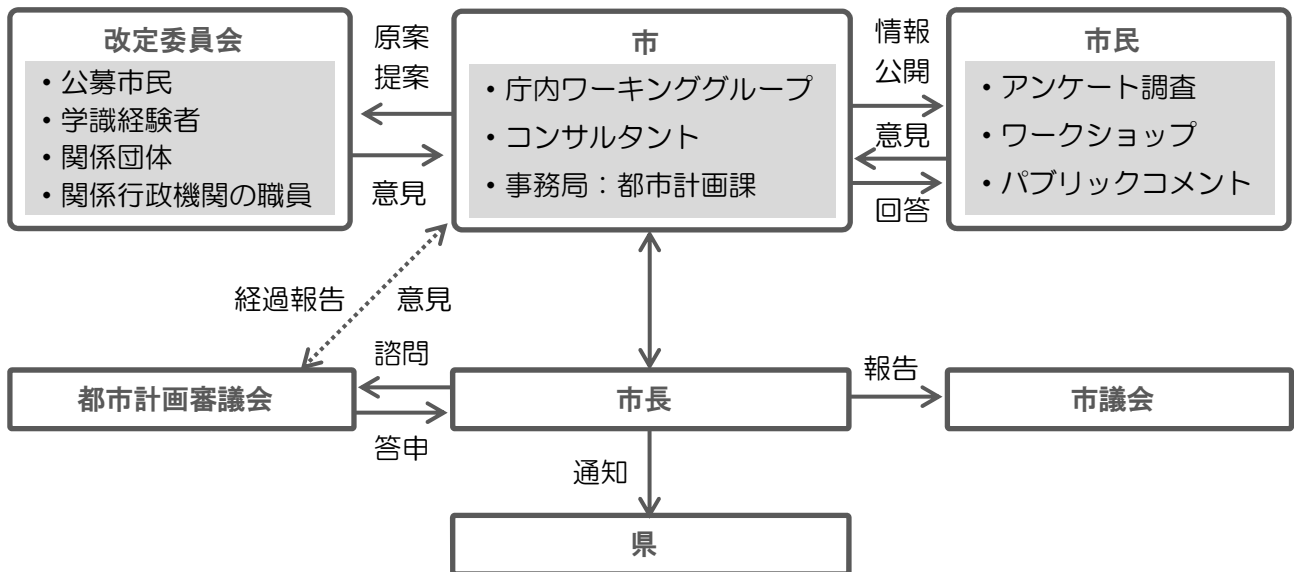 改定委員会
・公募市民
・学識経験者
・関係団体
・関係行政機関の職員
原案
提案
意見
市
・庁内ワーキンググループ
・コンサルタント
・事務局：都市計画課
情報
公開
意見
回答
市民
・アンケート調査
・ワークショップ
・パブリックコメント
経過報告
意見
都市計画審議会
諮問
答申
市長
報告
市議会
通知
県